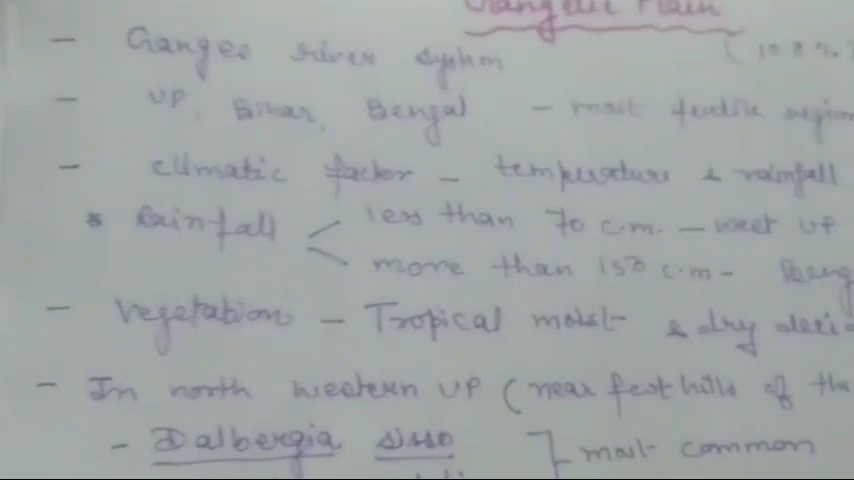 Gangetic Plain
- Ganges river system
- UP, Bihar, Bengal - most fertile region
- climatic factor - temperature & rainfall
* Rainfall < less than 70 c.m. - west UP
more than 150 c.m -
- Vegetation - Tropical moist & dry
- In north western UP (near foot hills of the
- Dalbergia sisso } most common